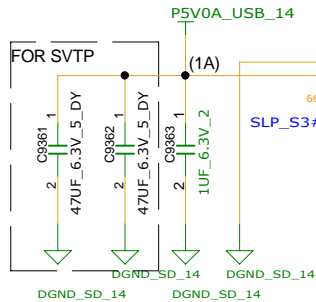 P5V0A_USB_14
FOR SVTP
(1A)
66
SLP_S3#
1
1
1
C9361
47UF_6.3V_5_DY
C9362
47UF_6.3V_5_DY
C9363
1UF_6.3V_2
2
2
2
DGND_SD_14
DGND_SD_14
DGND_SD_14
DGND_SD_14